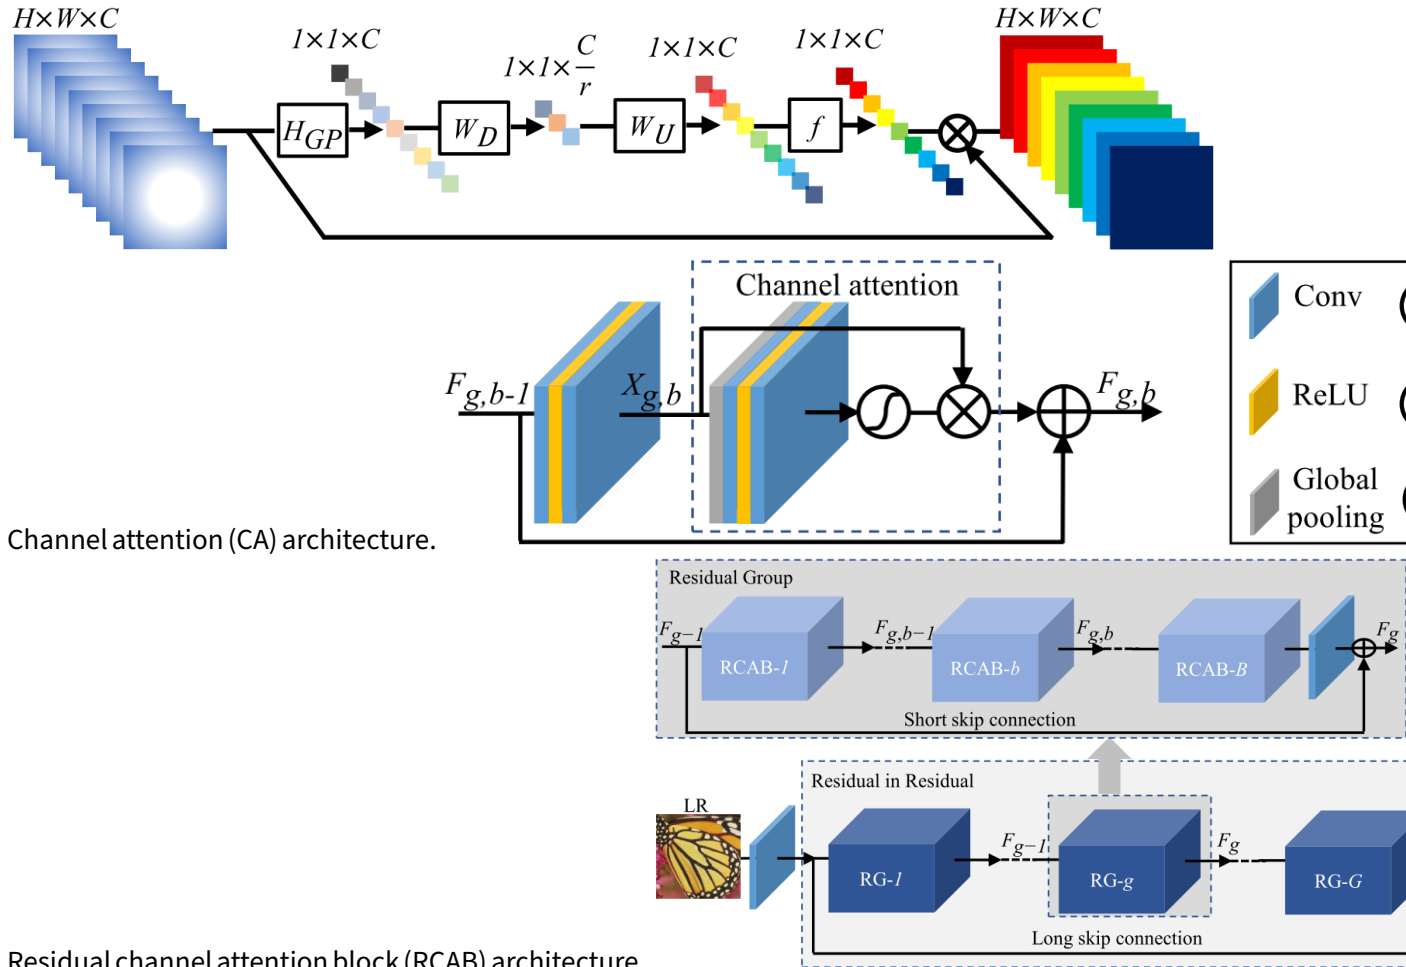 H×W×C
1×1×C
1×1×C/r
1×1×C
1×1×C
H×W×C
H_GP
W_D
W_U
f
Channel attention
F_g,b-1
X_g,b
F_g,b
Conv
ReLU
Global
pooling
Channel attention (CA) architecture.
Residual Group
F_g−1
RCAB-1
F_g,b−1
RCAB-b
F_g,b
RCAB-B
F_g
Short skip connection
Residual in Residual
LR
RG-1
F_g−1
RG-g
F_g
RG-G
Long skip connection
Residual channel attention block (RCAB) architecture